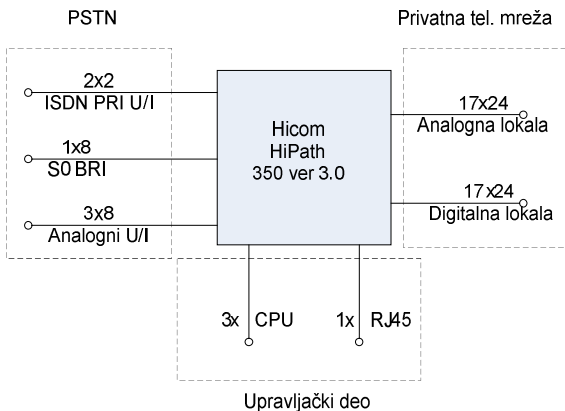 PSTN
Privatna tel. mreža
2x2
ISDN PRI U/I
1x8
S0 BRI
3x8
Analogni U/I
Hicom
HiPath
350 ver 3.0
17x24
Analogna lokala
17x24
Digitalna lokala
3x CPU
1x RJ45
Upravljački deo